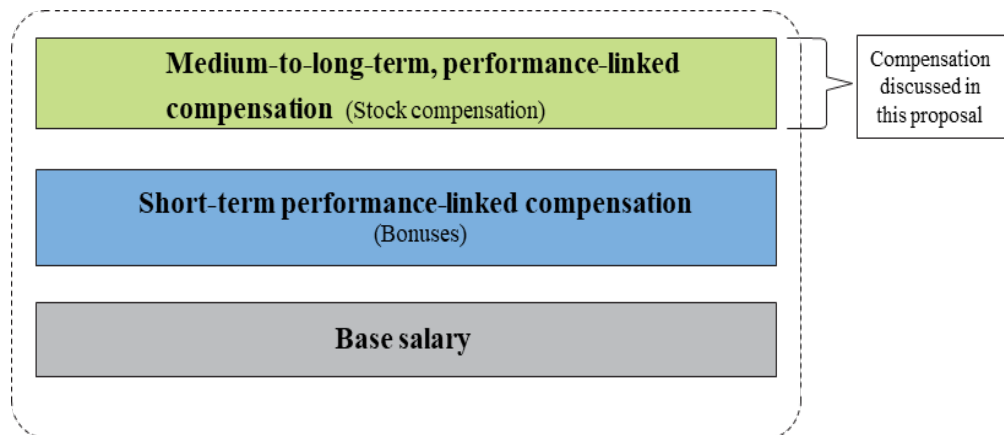 Medium-to-long-term, performance-linked
compensation (Stock compensation)
Compensation
discussed in
this proposal
Short-term performance-linked compensation
(Bonuses)
Base salary